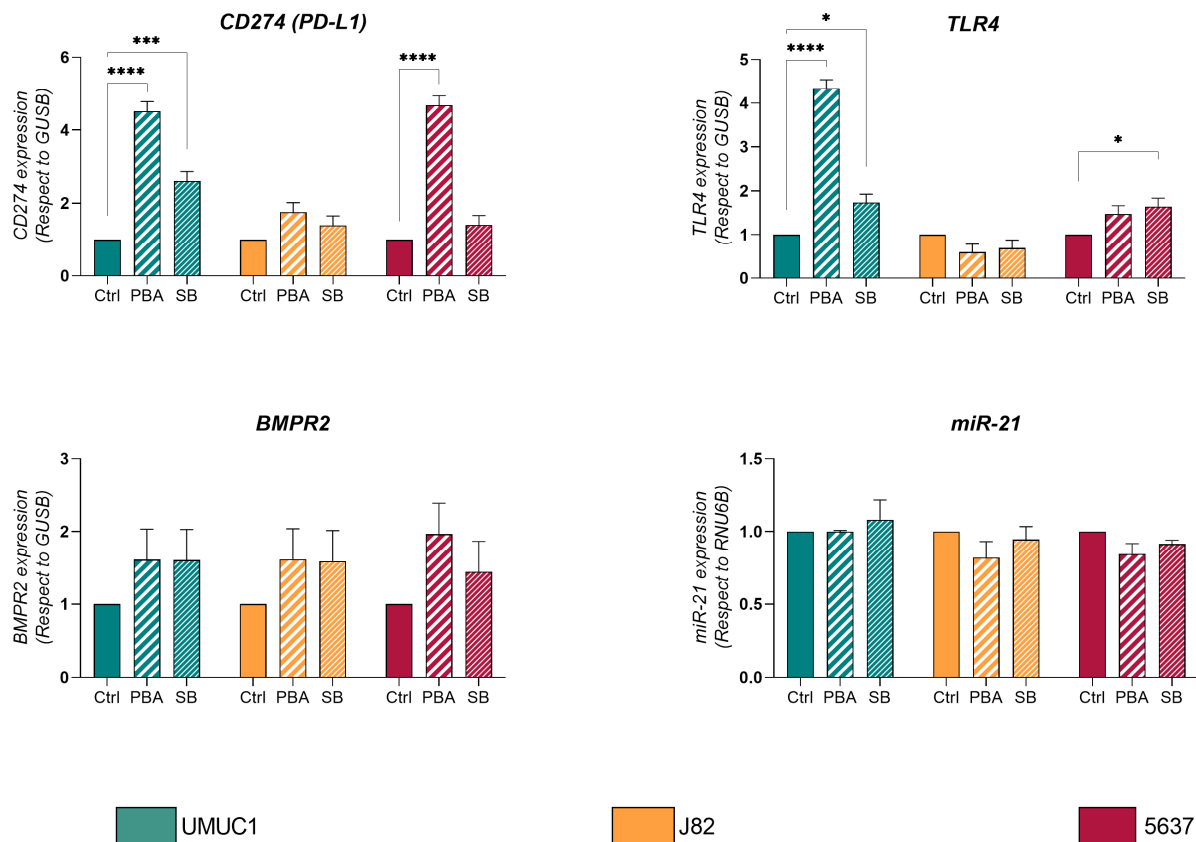 CD274 (PD-L1)
CD274 expression
(Respect to GUSB)
6
4
2
0
****
***
****
Ctrl PBA SB
Ctrl PBA SB
Ctrl PBA SB
TLR4
TLR4 expression
(Respect to GUSB)
5
4
3
2
1
0
*
****
*
Ctrl PBA SB
Ctrl PBA SB
Ctrl PBA SB
BMPR2
BMPR2 expression
(Respect to GUSB)
3
2
1
0
Ctrl PBA SB
Ctrl PBA SB
Ctrl PBA SB
miR-21
miR-21 expression
(Respect to RNU6B)
1.5
1.0
0.5
0.0
Ctrl PBA SB
Ctrl PBA SB
Ctrl PBA SB
UMUC1
J82
5637